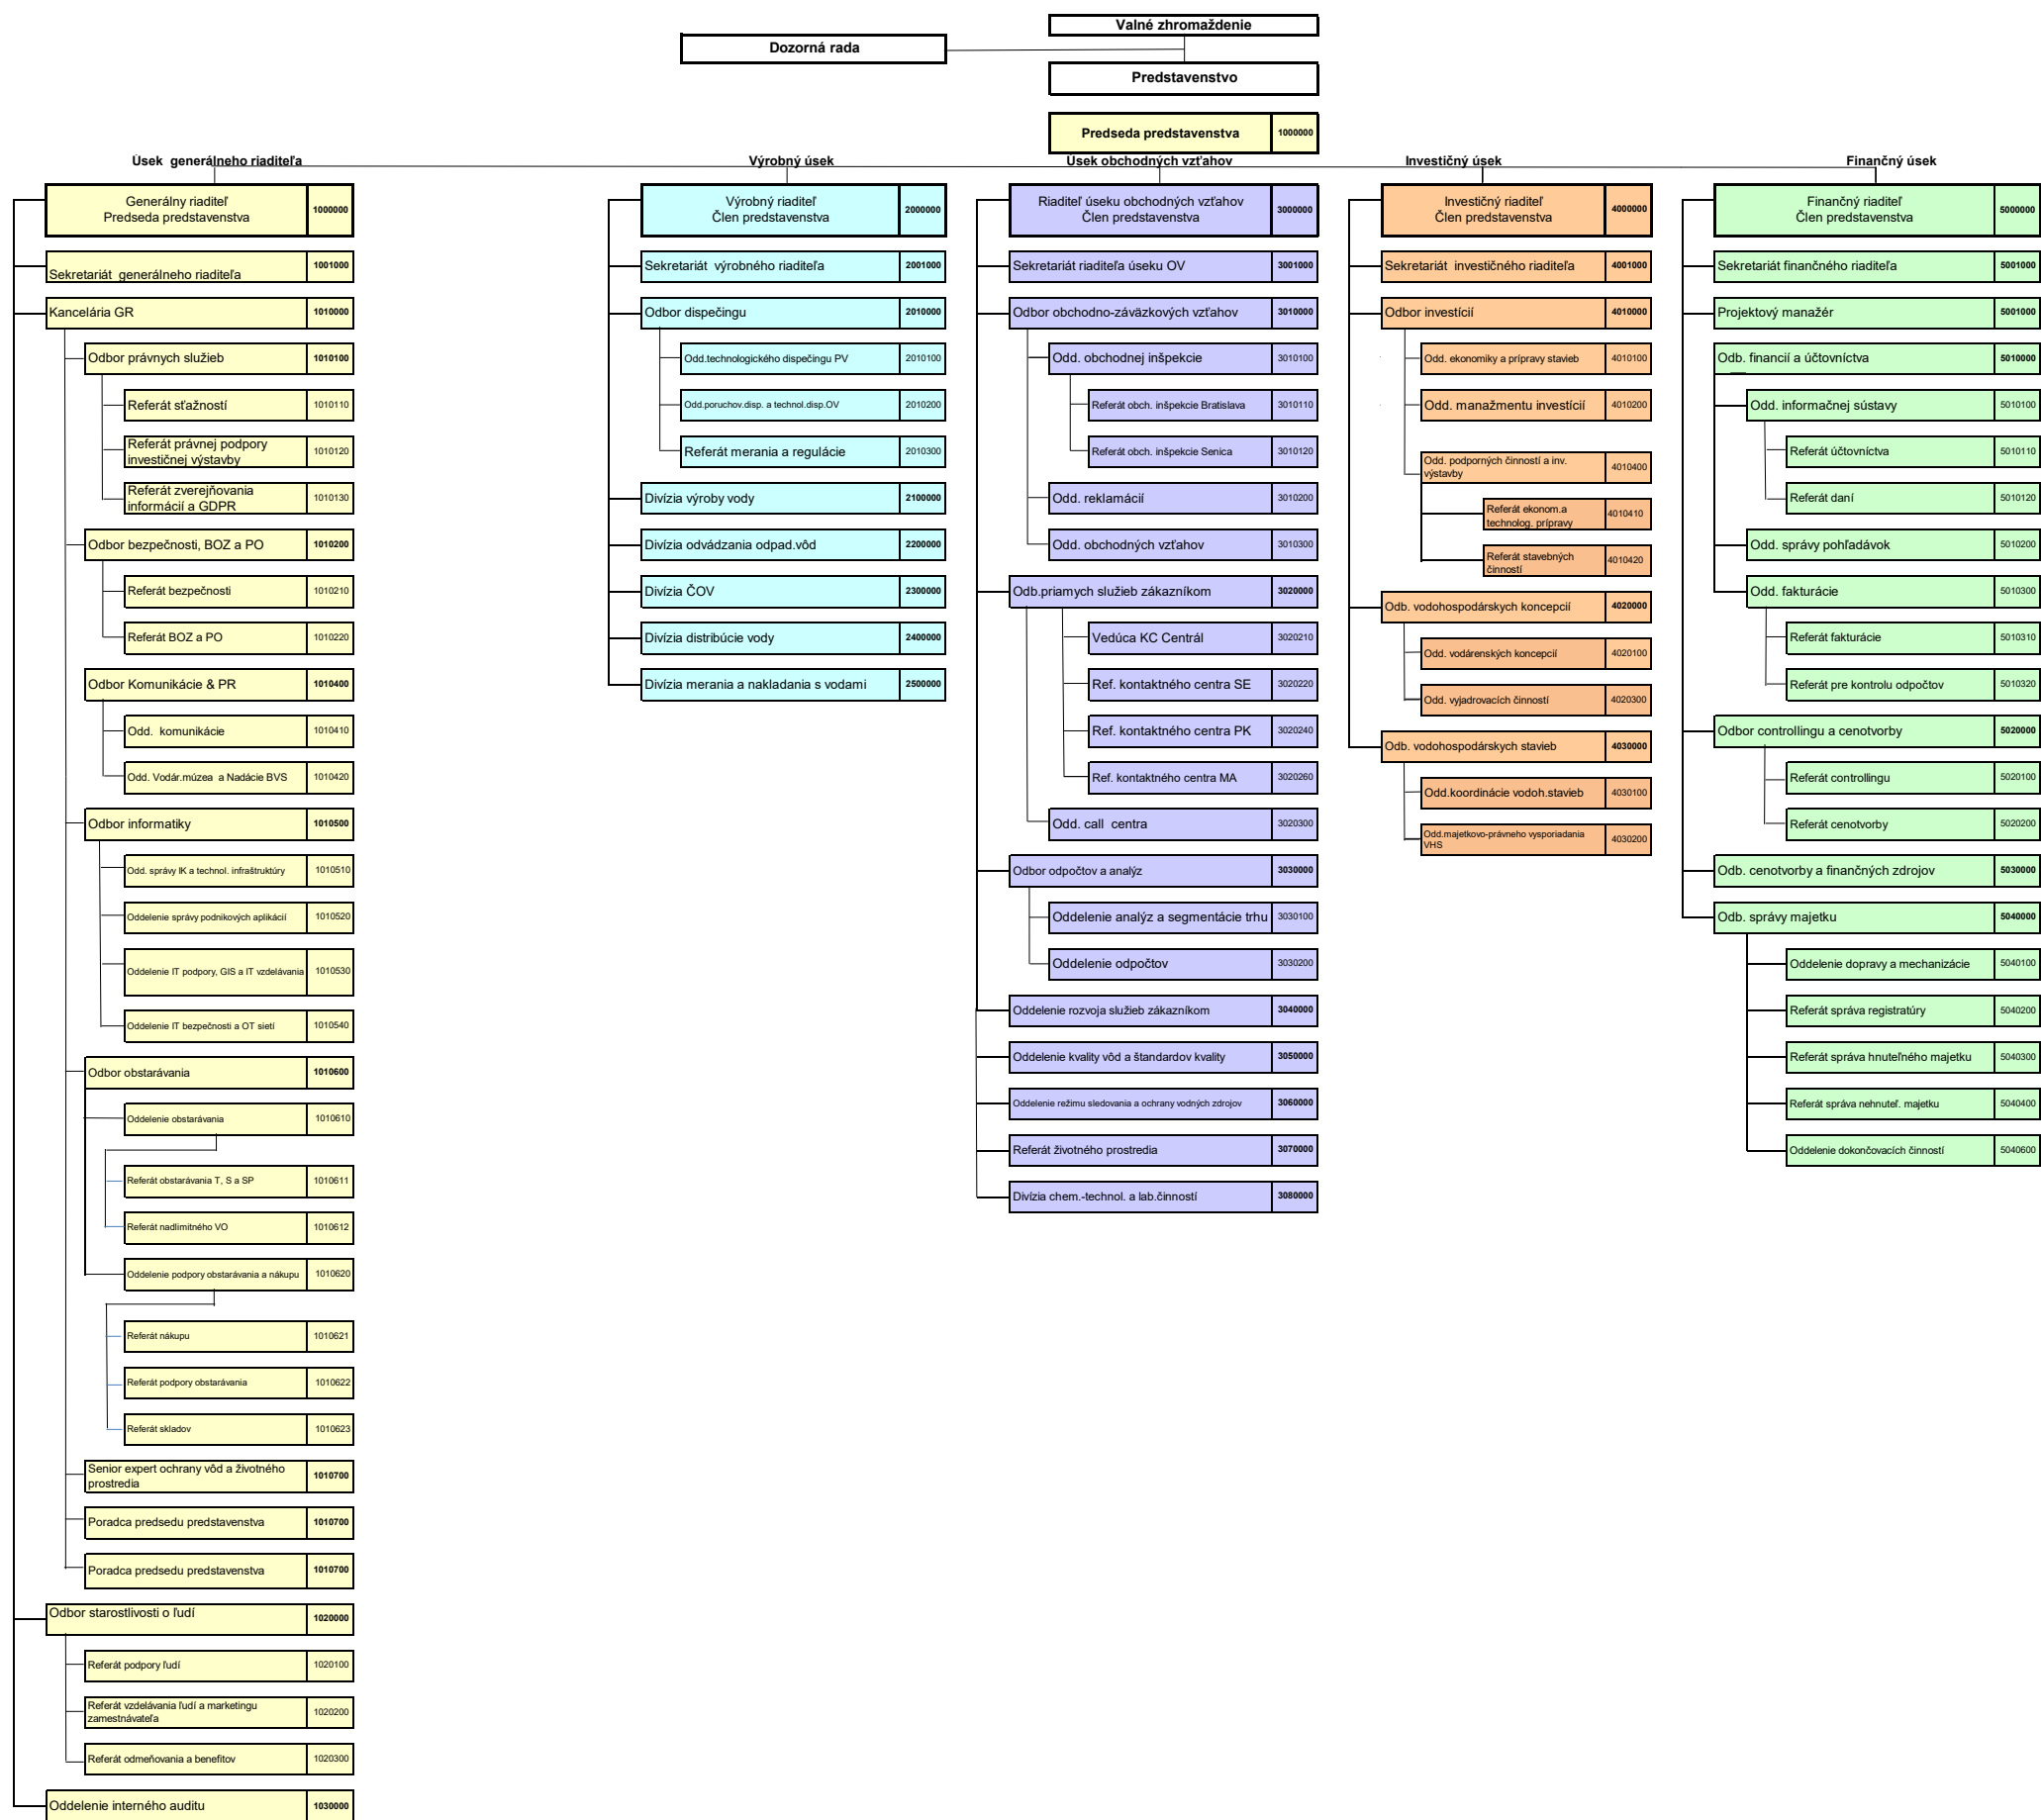 Valné zhromaždenie
Dozorná rada
Predstavenstvo
Predseda predstavenstva 1000000
Úsek generálneho riaditeľa
Výrobný úsek
Úsek obchodných vzťahov
Investičný úsek
Finančný úsek
Generálny riaditeľ
Predseda predstavenstva
1000000
Sekretariát generálneho riaditeľa 1001000
Kancelária GR 1010000
Odbor právnych služieb 1010100
Referát sťažností 1010110
Referát právnej podpory
investičnej výstavby
1010120
Referát zverejňovania
informácií a GDPR
1010130
Odbor bezpečnosti, BOZ a PO 1010200
Referát bezpečnosti 1010210
Referát BOZ a PO 1010220
Odbor Komunikácie & PR 1010400
Odd. komunikácie 1010410
Odd. Vodár.múzea a Nadácie BVS 1010420
Odbor informatiky 1010500
Odd. správy IK a technol. infraštruktúry 1010510
Oddelenie správy podnikových aplikácií 1010520
Oddelenie IT podpory, GIS a IT vzdelávania 1010530
Oddelenie IT bezpečnosti a OT sietí 1010540
Odbor obstarávania 1010600
Oddelenie obstarávania 1010610
Referát obstarávania T, S a SP 1010611
Referát nadlimitného VO 1010612
Oddelenie podpory obstarávania a nákupu 1010620
Referát nákupu 1010621
Referát podpory obstarávania 1010622
Referát skladov 1010623
Senior expert ochrany vôd a životného
prostredia
1010700
Poradca predsedu predstavenstva 1010700
Poradca predsedu predstavenstva 1010700
Odbor starostlivosti o ľudí 1020000
Referát podpory ľudí 1020100
Referát vzdelávania ľudí a marketingu
zamestnávateľa
1020200
Referát odmeňovania a benefitov 1020300
Oddelenie interného auditu 1030000
Výrobný riaditeľ
Člen predstavenstva
2000000
Sekretariát výrobného riaditeľa 2001000
Odbor dispečingu 2010000
Odd.technologického dispečingu PV 2010100
Odd.poruchov.disp. a technol.disp.OV 2010200
Referát merania a regulácie 2010300
Divízia výroby vody 2100000
Divízia odvádzania odpad.vôd 2200000
Divízia ČOV 2300000
Divízia distribúcie vody 2400000
Divízia merania a nakladania s vodami 2500000
Riaditeľ úseku obchodných vzťahov
Člen predstavenstva
3000000
Sekretariát riaditeľa úseku OV 3001000
Odbor obchodno-záväzkových vzťahov 3010000
Odd. obchodnej inšpekcie 3010100
Referát obch. inšpekcie Bratislava 3010110
Referát obch. inšpekcie Senica 3010120
Odd. reklamácií 3010200
Odd. obchodných vzťahov 3010300
Odb.priamych služieb zákazníkom 3020000
Vedúca KC Centrál 3020210
Ref. kontaktného centra SE 3020220
Ref. kontaktného centra PK 3020240
Ref. kontaktného centra MA 3020260
Odd. call centra 3020300
Odbor odpočtov a analýz 3030000
Oddelenie analýz a segmentácie trhu 3030100
Oddelenie odpočtov 3030200
Oddelenie rozvoja služieb zákazníkom 3040000
Oddelenie kvality vôd a štandardov kvality 3050000
Oddelenie režimu sledovania a ochrany vodných zdrojov 3060000
Referát životného prostredia 3070000
Divízia chem.-technol. a lab.činností 3080000
Investičný riaditeľ
Člen predstavenstva
4000000
Sekretariát investičného riaditeľa 4001000
Odbor investícií 4010000
Odd. ekonomiky a prípravy stavieb 4010100
Odd. manažmentu investícií 4010200
Odd. podporných činností a inv.
výstavby
4010400
Referát ekonom.a
technolog. prípravy
4010410
Referát stavebných
činností
4010420
Odb. vodohospodárskych koncepcií 4020000
Odd. vodárenských koncepcií 4020100
Odd. vyjadrovacích činností 4020300
Odb. vodohospodárskych stavieb 4030000
Odd.koordinácie vodoh.stavieb 4030100
Odd.majetkovo-právneho vysporiadania
VHS
4030200
Finančný riaditeľ
Člen predstavenstva
5000000
Sekretariát finančného riaditeľa 5001000
Projektový manažér 5001000
Odb. financií a účtovníctva 5010000
Odd. informačnej sústavy 5010100
Referát účtovníctva 5010110
Referát daní 5010120
Odd. správy pohľadávok 5010200
Odd. fakturácie 5010300
Referát fakturácie 5010310
Referát pre kontrolu odpočtov 5010320
Odbor controllingu a cenotvorby 5020000
Referát controllingu 5020100
Referát cenotvorby 5020200
Odb. cenotvorby a finančných zdrojov 5030000
Odb. správy majetku 5040000
Oddelenie dopravy a mechanizácie 5040100
Referát správa registratúry 5040200
Referát správa hnuteľného majetku 5040300
Referát správa nehnuteľ. majetku 5040400
Oddelenie dokončovacích činností 5040600